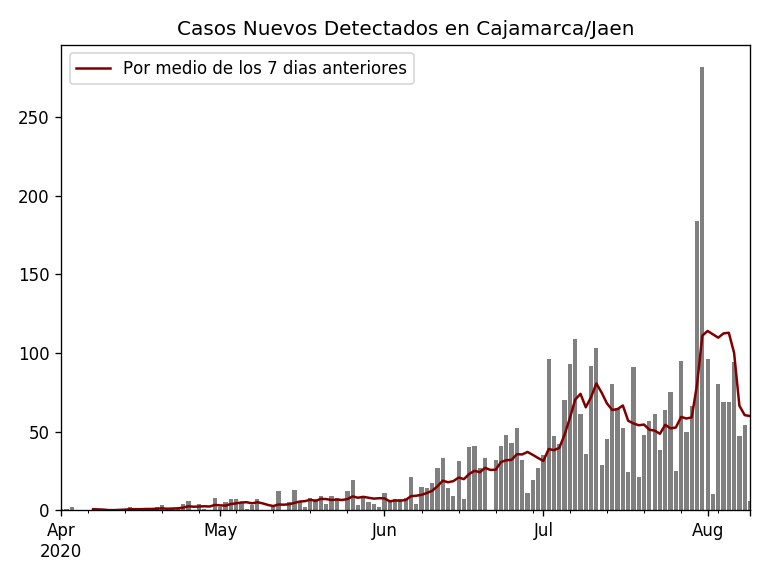 Casos Nuevos Detectados en Cajamarca/Jaen
Por medio de los 7 dias anteriores
250
200
150
100
50
0
Apr May Jun Jul Aug
2020